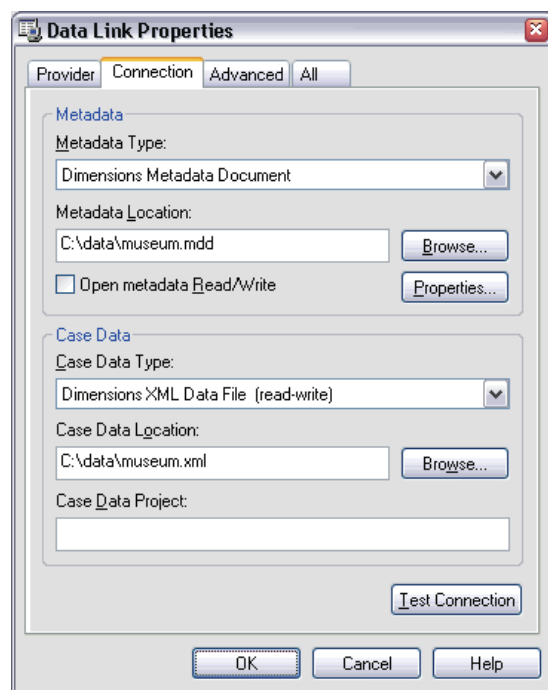 Data Link Properties
Provider Connection Advanced All
Metadata
Metadata Type:
Dimensions Metadata Document
Metadata Location:
C:\data\museum.mdd Browse...
Open metadata Read/Write Properties...
Case Data
Case Data Type:
Dimensions XML Data File (read-write)
Case Data Location:
C:\data\museum.xml Browse...
Case Data Project:
Test Connection
OK Cancel Help